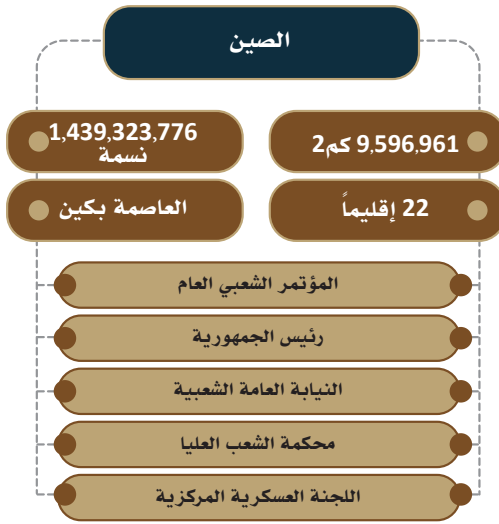 الصين
9,596,961 كم2
1,439,323,776
نسمة
22 إقليماً
العاصمة بكين
المؤتمر الشعبي العام
رئيس الجمهورية
النيابة العامة الشعبية
محكمة الشعب العليا
اللجنة العسكرية المركزية